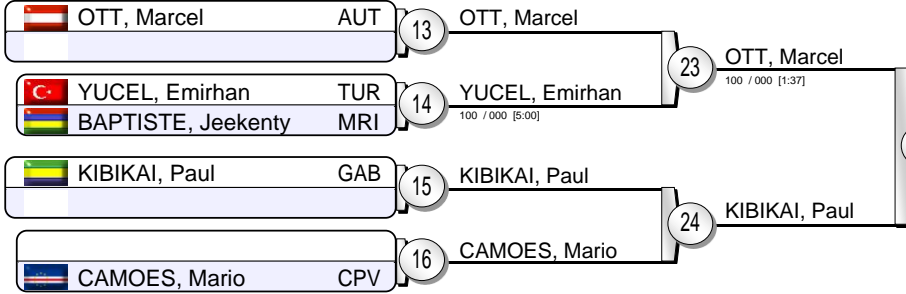 OTT, Marcel AUT
13
OTT, Marcel
YUCEL, Emirhan TUR
BAPTISTE, Jeekenty MRI
14
YUCEL, Emirhan
100 / 000 [5:00]
23
OTT, Marcel
100 / 000 [1:37]
KIBIKAI, Paul GAB
15
KIBIKAI, Paul
CAMOES, Mario CPV
16
CAMOES, Mario
24
KIBIKAI, Paul